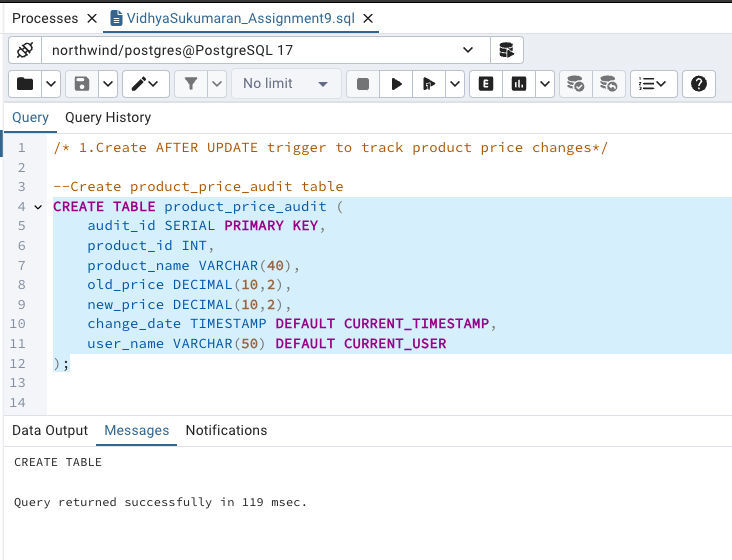 Processes VidhyaSukumaran_Assignment9.sql
northwind/postgres@PostgreSQL 17
No limit E
Query Query History
1 /* 1.Create AFTER UPDATE trigger to track product price changes*/
2
3 --Create product_price_audit table
4 CREATE TABLE product_price_audit (
5 audit_id SERIAL PRIMARY KEY,
6 product_id INT,
7 product_name VARCHAR(40),
8 old_price DECIMAL(10,2),
9 new_price DECIMAL(10,2),
10 change_date TIMESTAMP DEFAULT CURRENT_TIMESTAMP,
11 user_name VARCHAR(50) DEFAULT CURRENT_USER
12 );
13
14
Data Output Messages Notifications
CREATE TABLE
Query returned successfully in 119 msec.